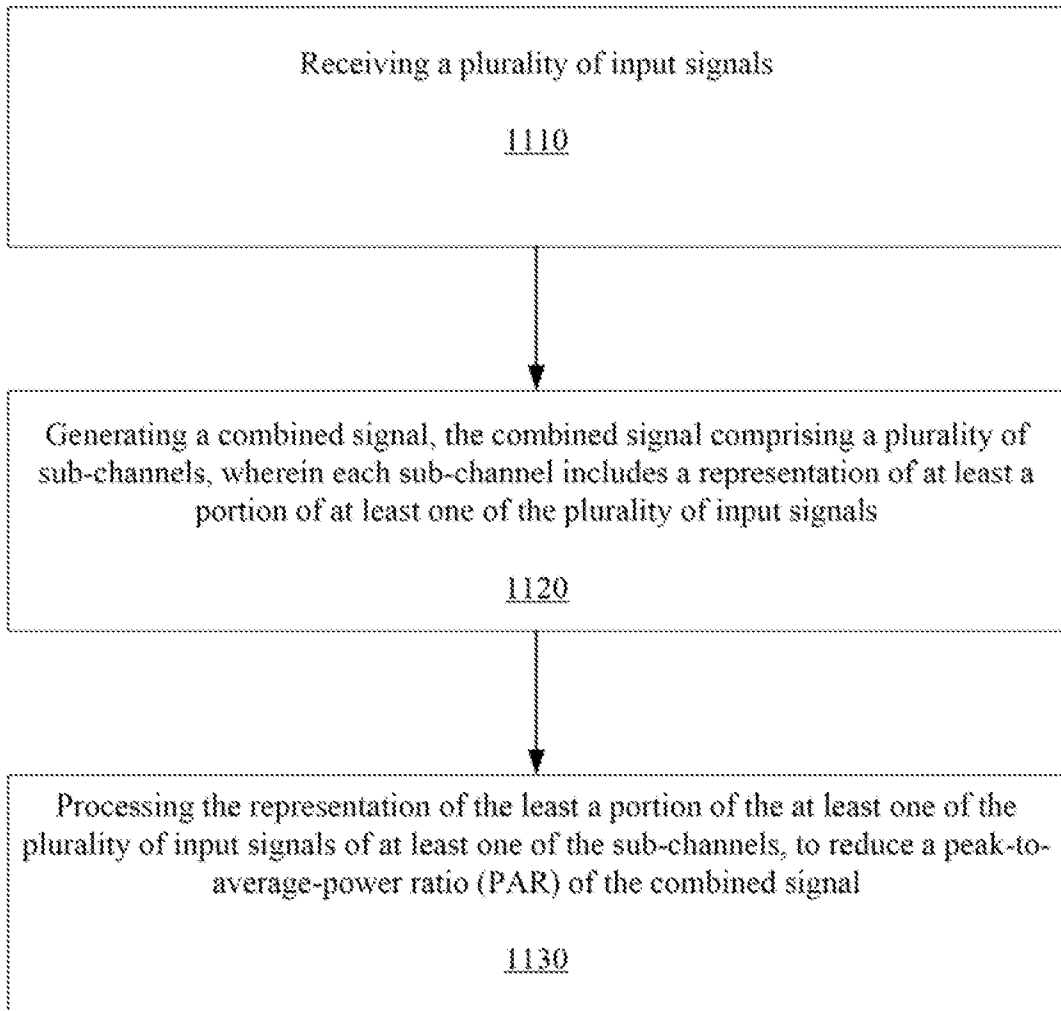 Receiving a plurality of input signals
1110
Generating a combined signal, the combined signal comprising a plurality of
sub-channels, wherein each sub-channel includes a representation of at least a
portion of at least one of the plurality of input signals
1120
Processing the representation of the least a portion of the at least one of the
plurality of input signals of at least one of the sub-channels, to reduce a peak-to-
average-power ratio (PAR) of the combined signal
1130